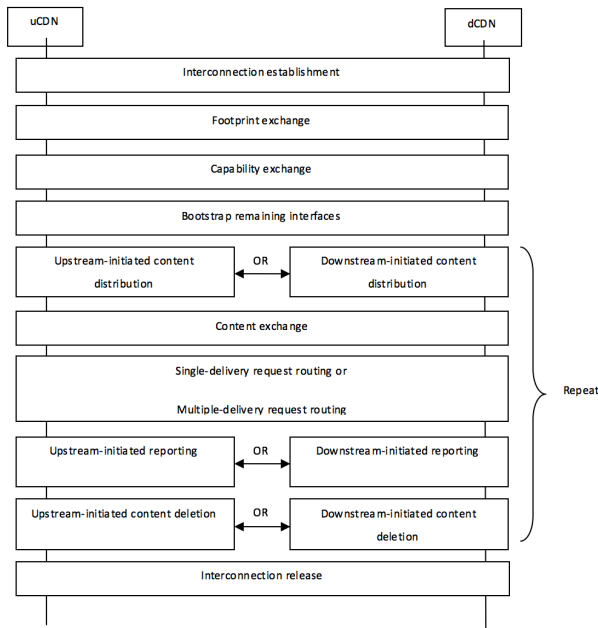 uCDN
dCDN
Interconnection establishment
Footprint exchange
Capability exchange
Bootstrap remaining interfaces
Upstream-initiated content
distribution
OR
Downstream-initiated content
distribution
Content exchange
Single-delivery request routing or
Multiple-delivery request routing
Repeat
Upstream-initiated reporting
OR
Downstream-initiated reporting
Upstream-initiated content deletion
OR
Downstream-initiated content
deletion
Interconnection release